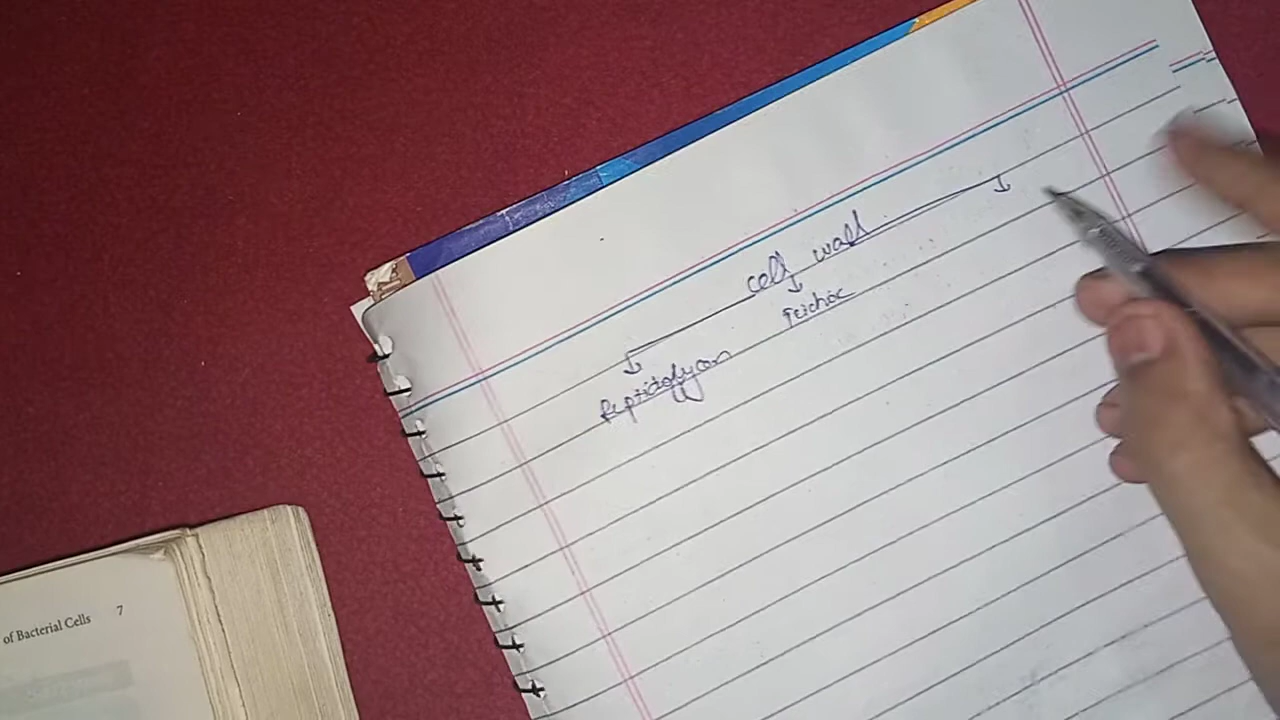 cell wall
Teichoic
Peptidoglycan
of Bacterial Cells 7